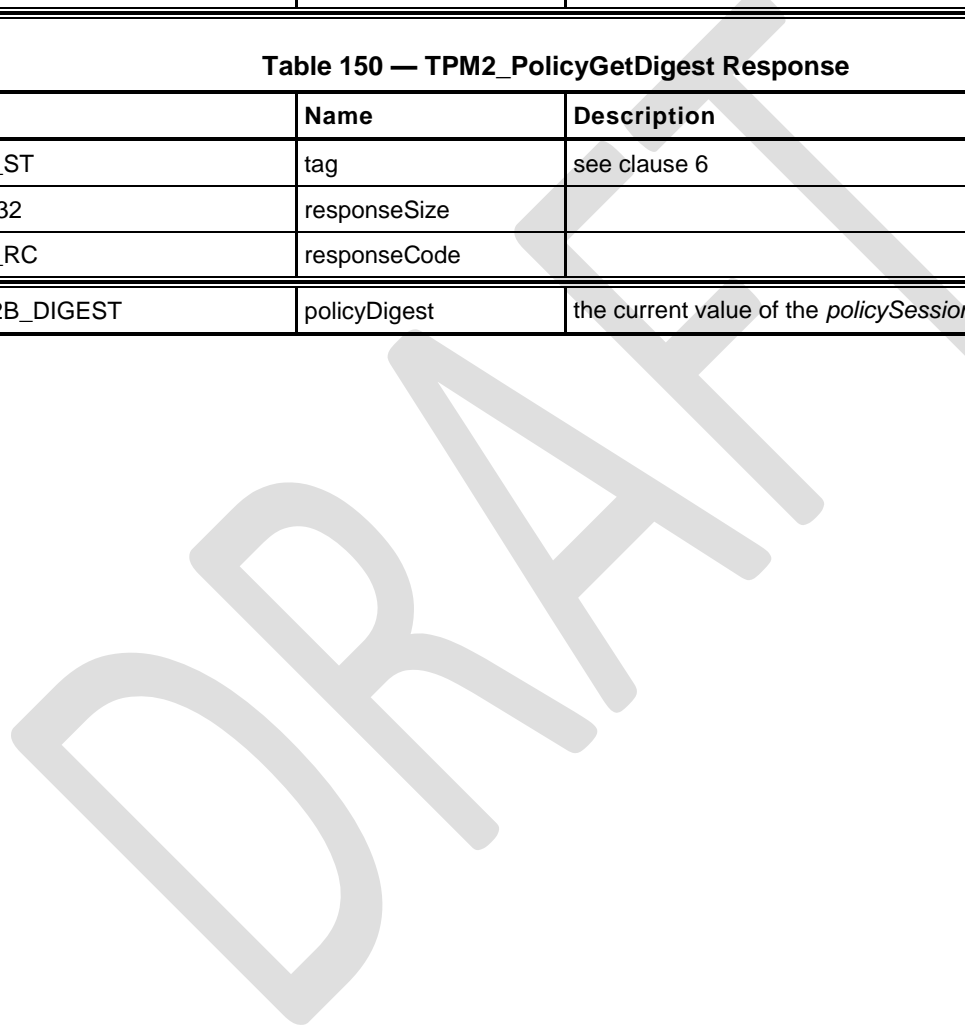 Table 150 — TPM2_PolicyGetDigest Response
Name Description
_ST tag see clause 6
32 responseSize
_RC responseCode
2B_DIGEST policyDigest the current value of the policySession
DRAFT